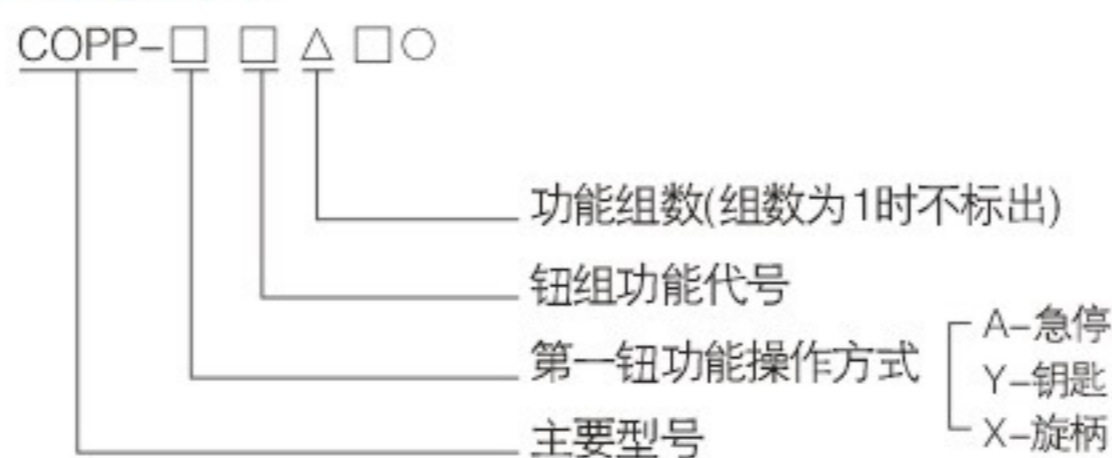 COPP-□ □ △ □○
功能组数(组数为1时不标出)
钮组功能代号
第一钮功能操作方式
A-急停
Y-钥匙
X-旋柄
主要型号